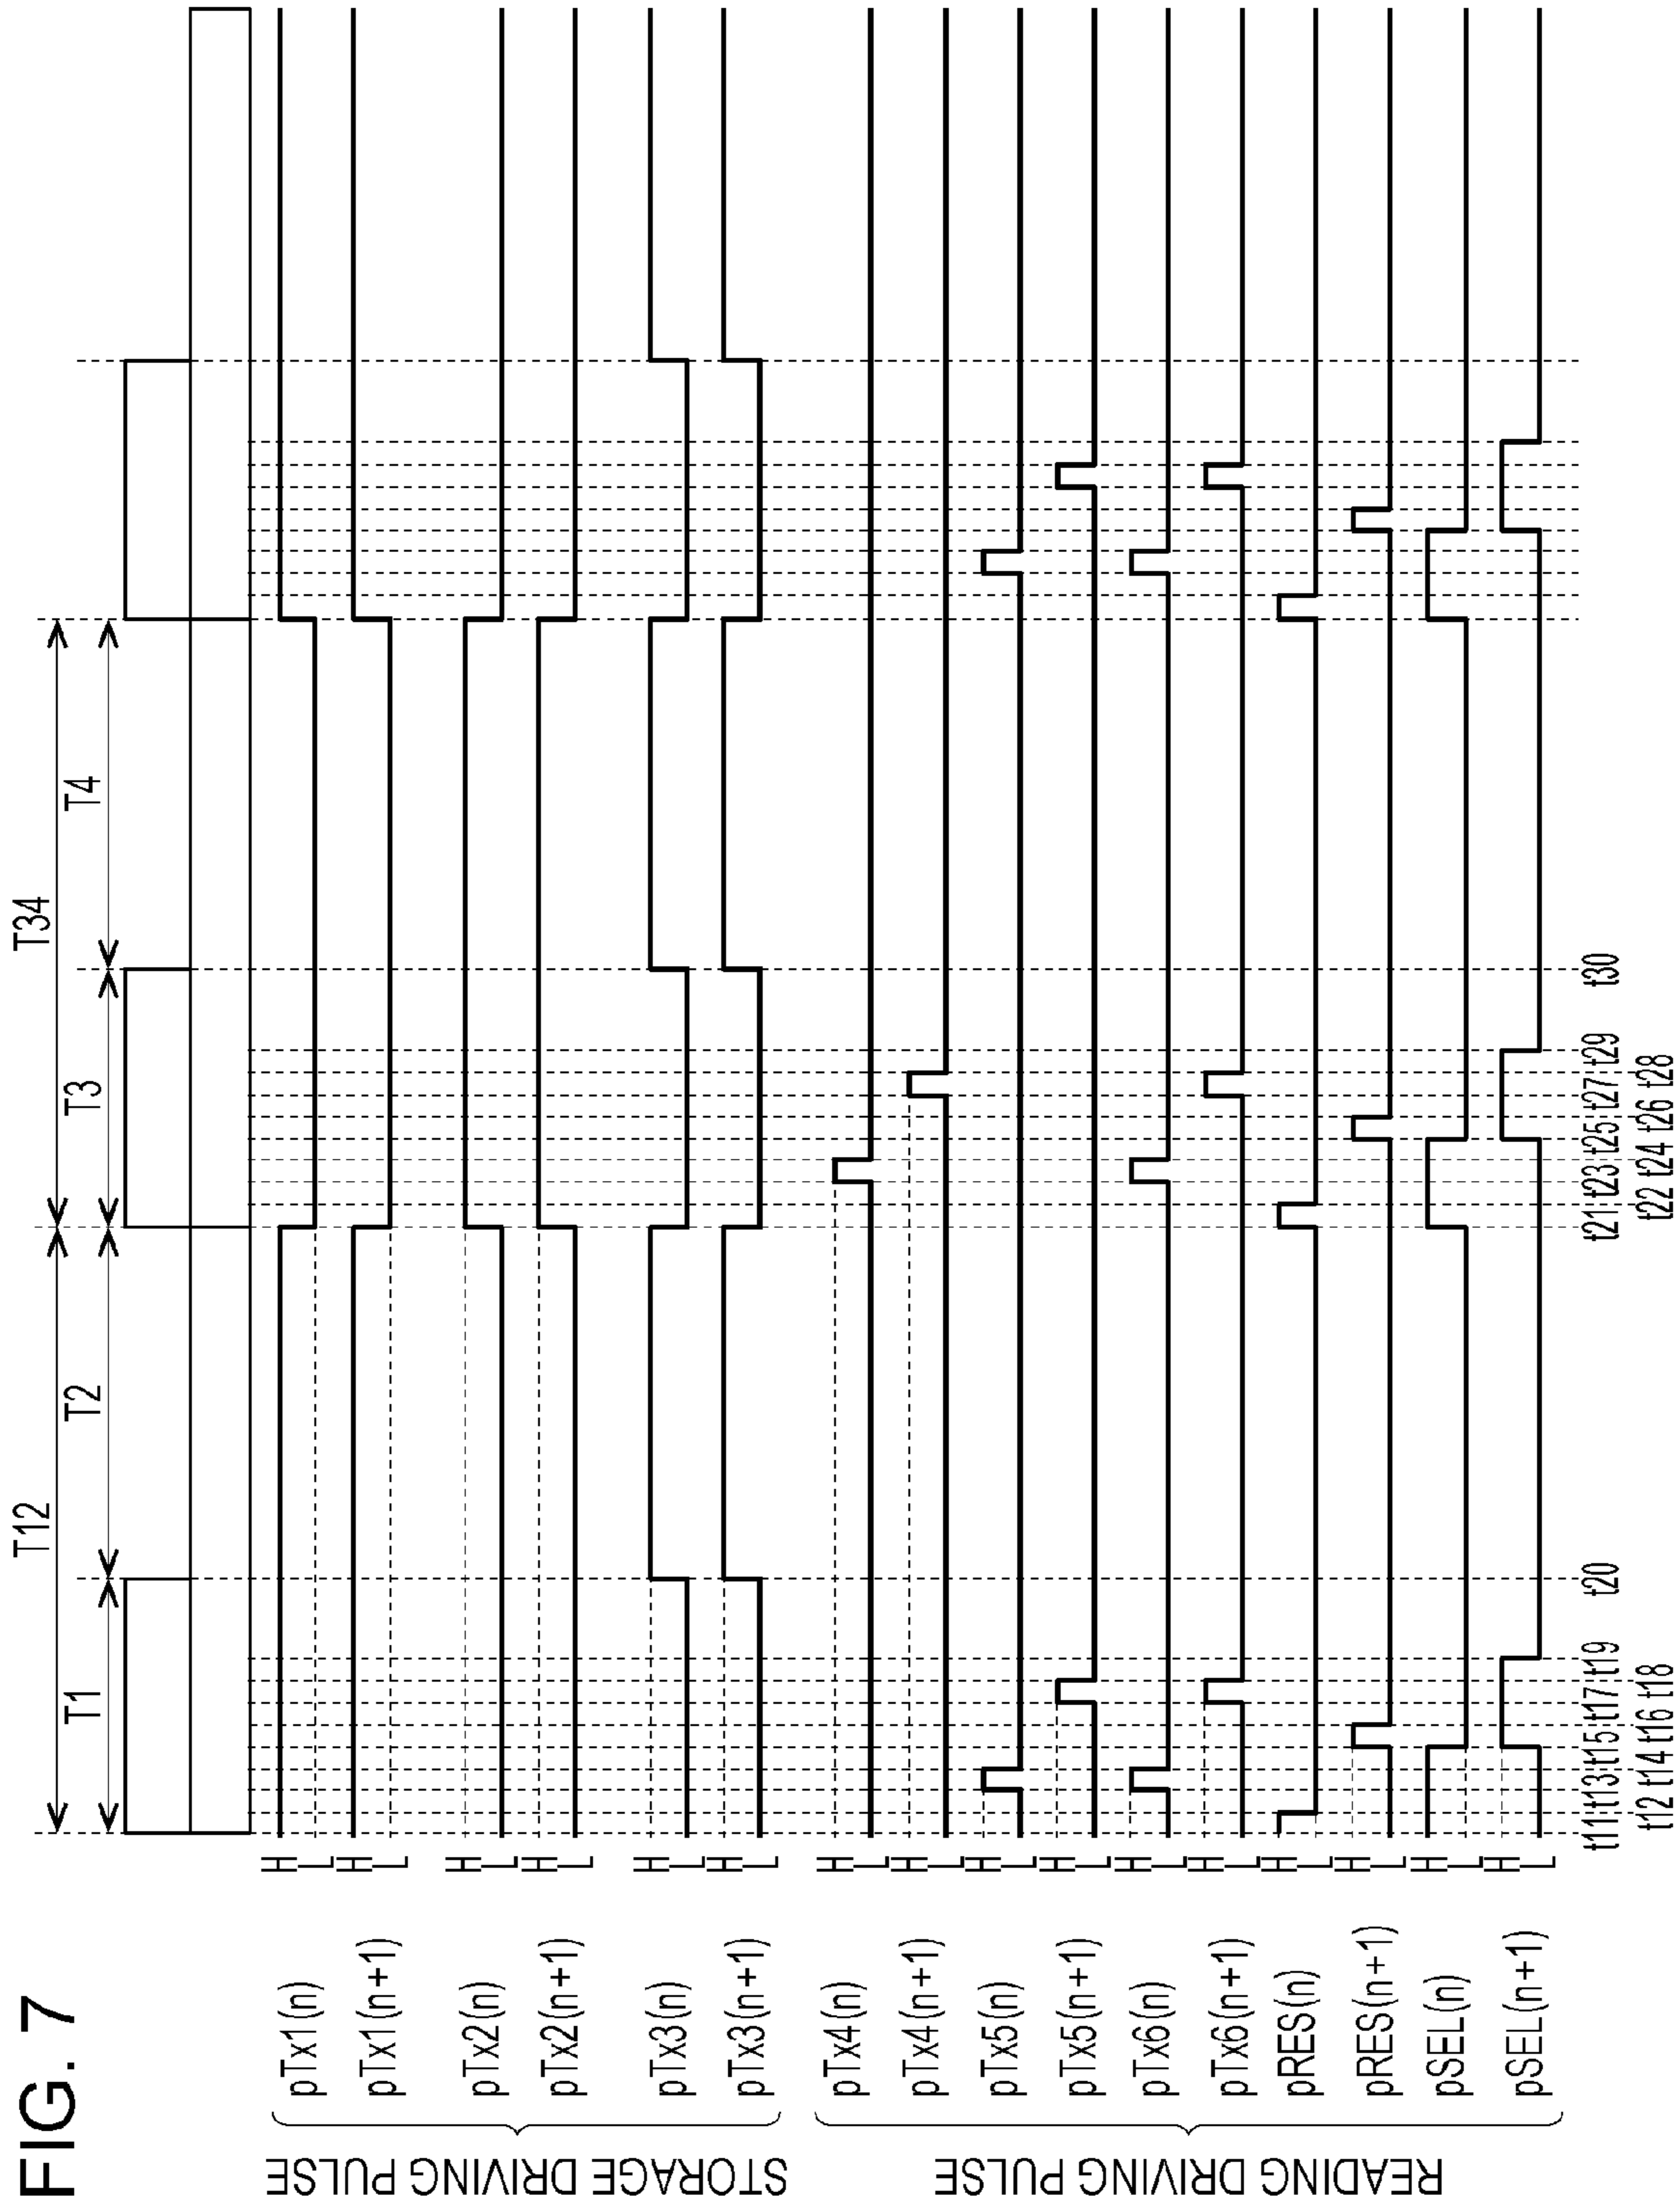 FIG. 7
T12
T34
T1
T2
T3
T4
STORAGE DRIVING PULSE
pTx1(n)
H
L
pTx1(n+1)
H
L
pTx2(n)
H
L
pTx2(n+1)
H
L
pTx3(n)
H
L
pTx3(n+1)
H
L
READING DRIVING PULSE
pTx4(n)
H
L
pTx4(n+1)
H
L
pTx5(n)
H
L
pTx5(n+1)
H
L
pTx6(n)
H
L
pTx6(n+1)
H
L
pRES(n)
H
L
pRES(n+1)
H
L
pSEL(n)
H
L
pSEL(n+1)
H
L
t11 t13 t15 t17 t19 t20 t21 t23 t25 t27 t29 t30
t12 t14 t16 t18 t22 t24 t26 t28